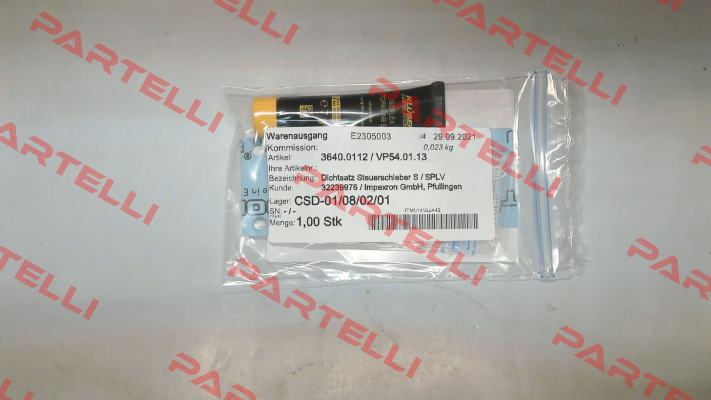 PARTELLI
PARTELLI
PARTELLI
KLÜBER
Warenausgang E2305003 /4 29.09.2021
Kommission: 0,023 kg
Artikel: 3640.0112 / VP54.01.13
Ihre Artikelnr.:
Bezeichnung: Dichtsatz Steuerschieber S / SPLV
Kunde: 32239976 / Impexron GmbH, Pfullingen
Lager: CSD-01/08/02/01
SN: - / -
Menge: 1,00 Stk
PARTELLI
PARTELLI
PARTELLI